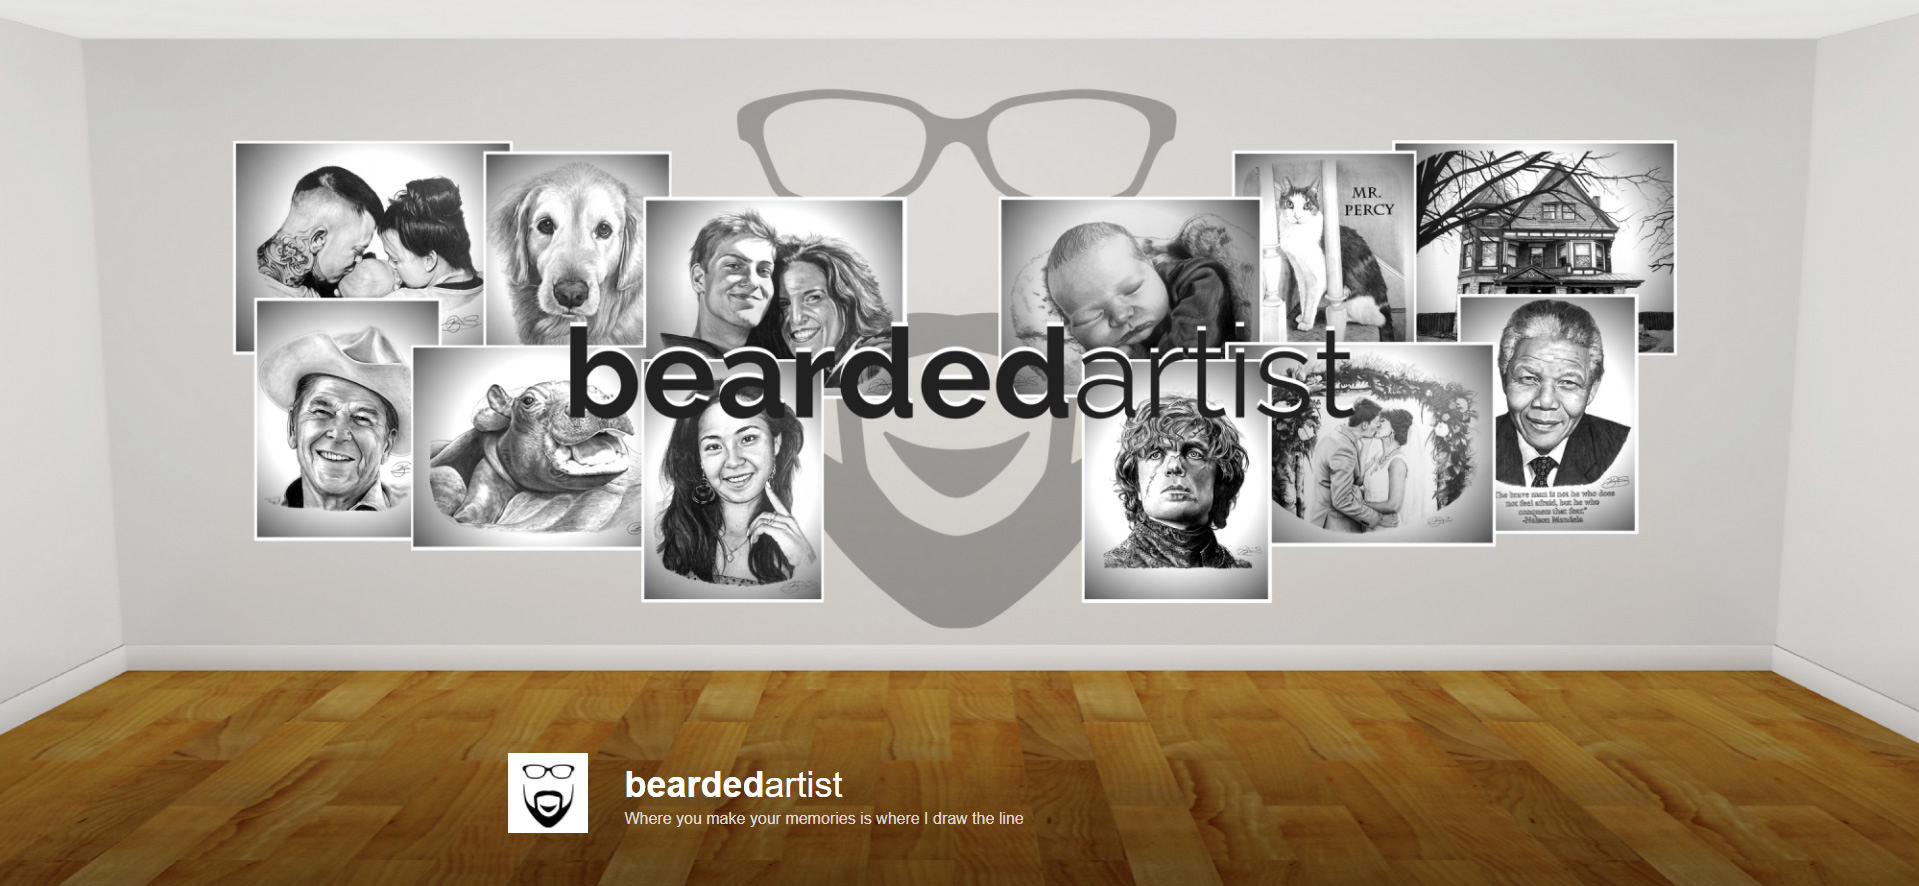 MR.
PERCY
beardedartist
The brave man is not he who does
not feel afraid, but he who
conquers that fear."
-Nelson Mandela
beardedartist
Where you make your memories is where I draw the line